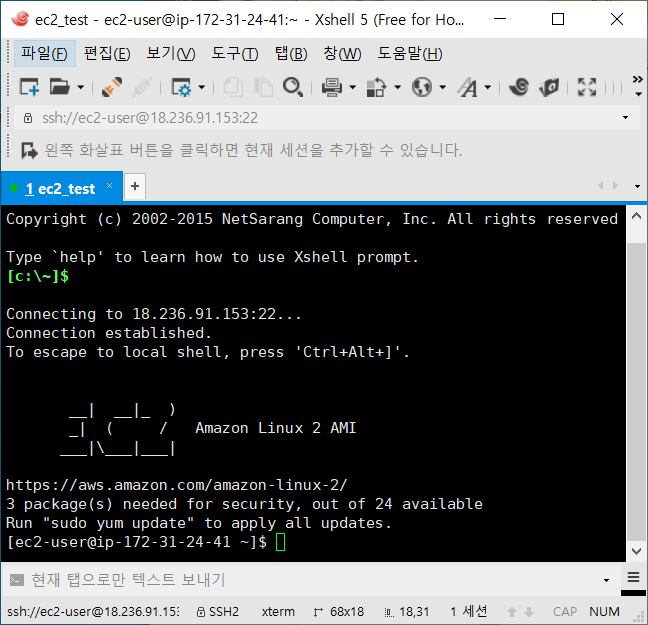 ec2_test - ec2-user@ip-172-31-24-41:~ - Xshell 5 (Free for Ho...
파일(F) 편집(E) 보기(V) 도구(T) 탭(B) 창(W) 도움말(H)
ssh://ec2-user@18.236.91.153:22
왼쪽 화살표 버튼을 클릭하면 현재 세션을 추가할 수 있습니다.
1 ec2_test × +
Copyright (c) 2002-2015 NetSarang Computer, Inc. All rights reserved
Type `help' to learn how to use Xshell prompt.
[c:\~]$
Connecting to 18.236.91.153:22...
Connection established.
To escape to local shell, press 'Ctrl+Alt+]'.
       __|  __|_  )
       _|  (     /   Amazon Linux 2 AMI
      ___|\___|___|
https://aws.amazon.com/amazon-linux-2/
3 package(s) needed for security, out of 24 available
Run "sudo yum update" to apply all updates.
[ec2-user@ip-172-31-24-41 ~]$
현재 탭으로만 텍스트 보내기
ssh://ec2-user@18.236.91.15: SSH2 xterm 68x18 18,31 1 세션 CAP NUM